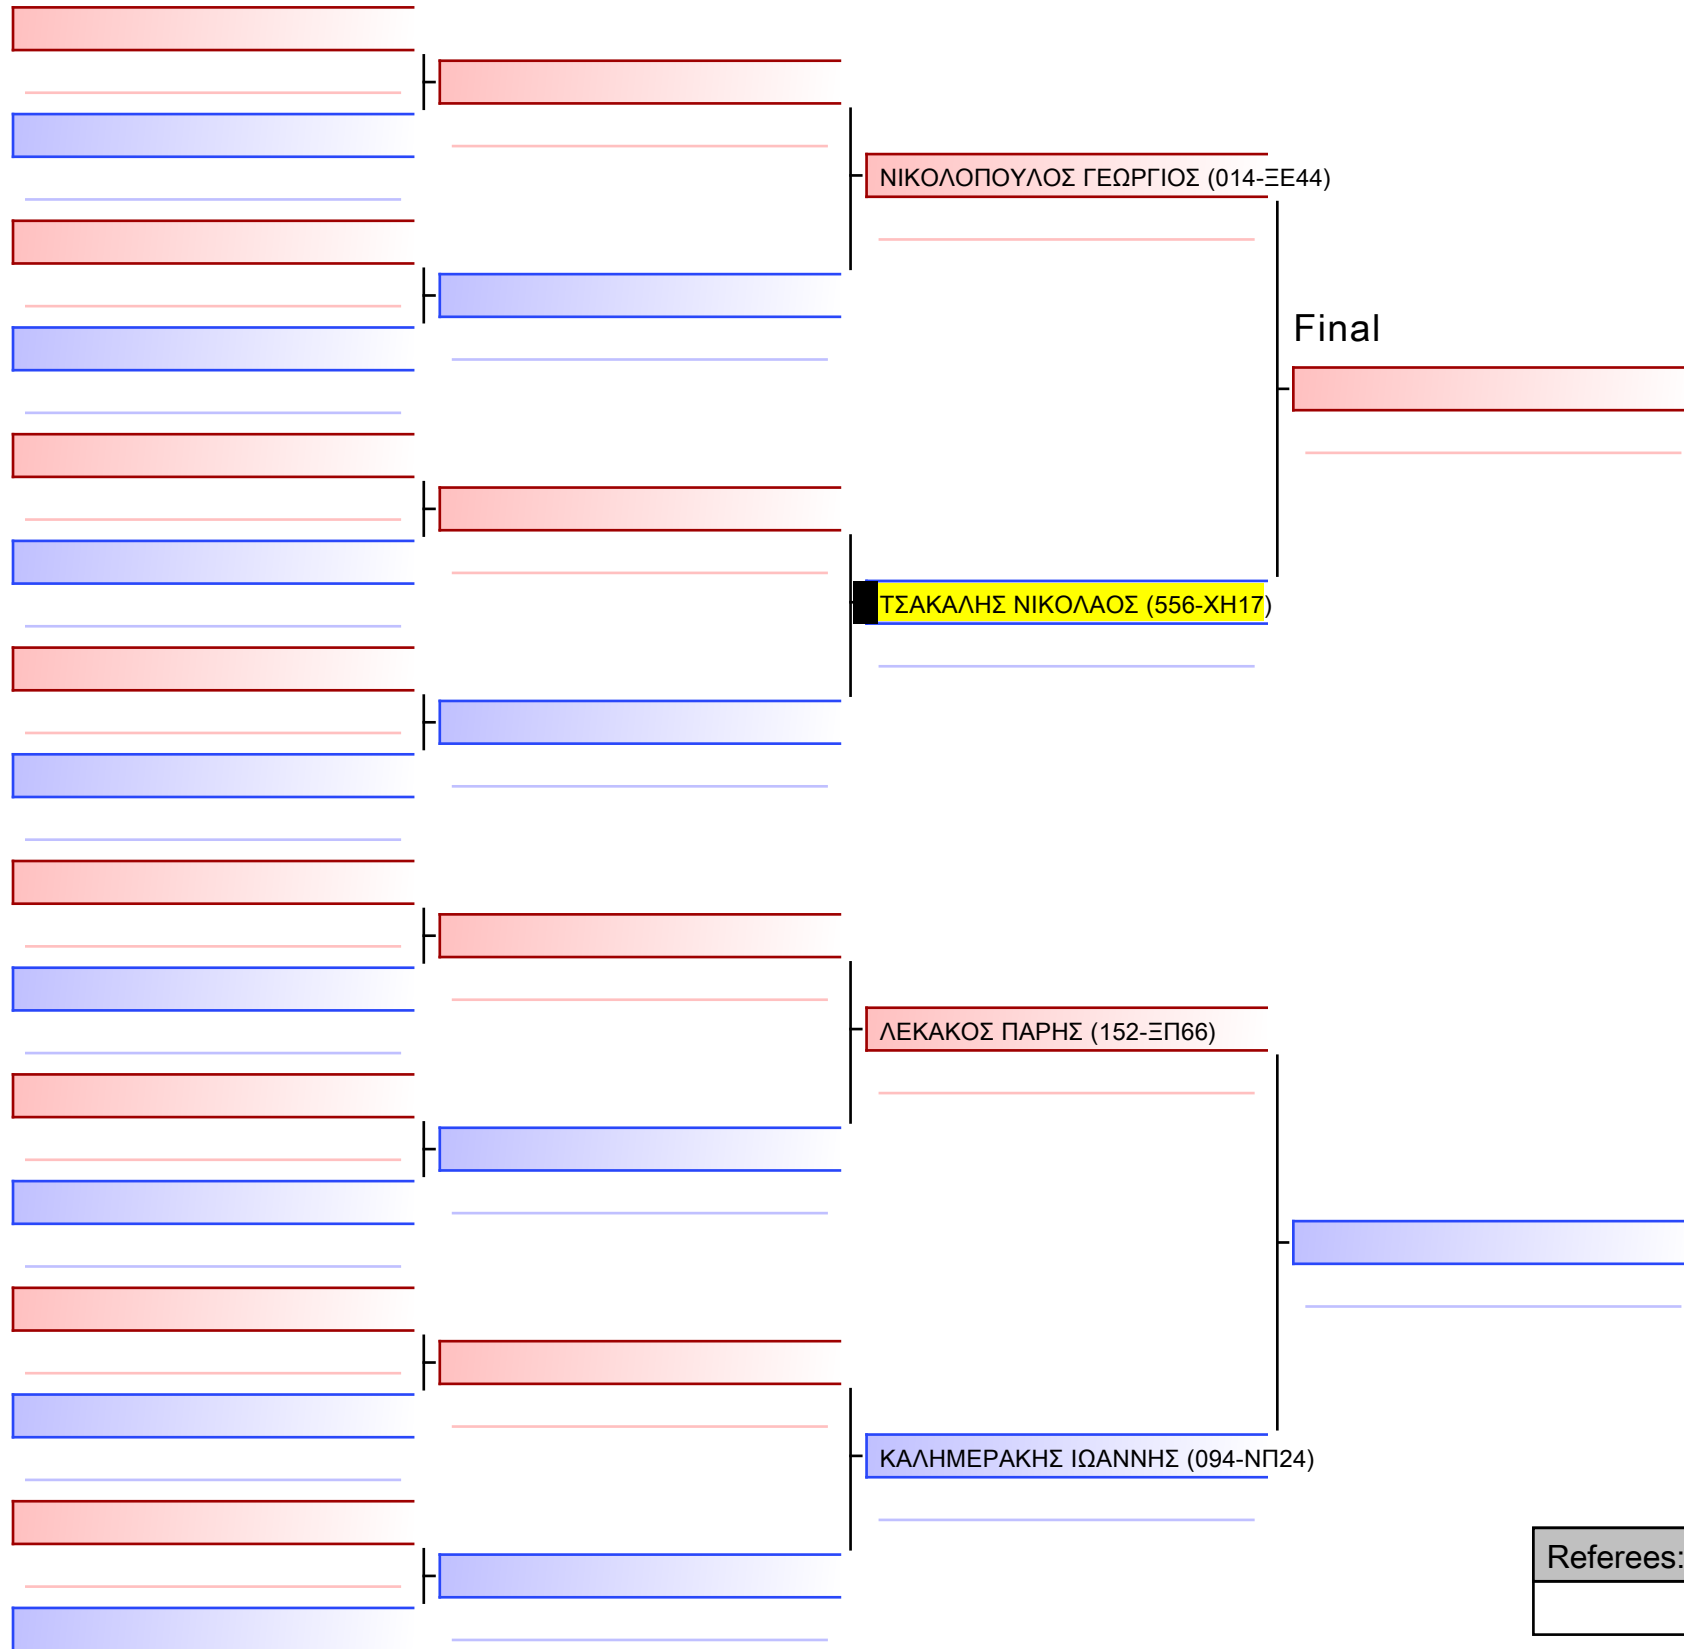 ΝΙΚΟΛΟΠΟΥΛΟΣ ΓΕΩΡΓΙΟΣ (014-ΞΕ44)
Final
ΤΣΑΚΑΛΗΣ ΝΙΚΟΛΑΟΣ (556-ΧΗ17)
ΛΕΚΑΚΟΣ ΠΑΡΗΣ (152-ΞΠ66)
ΚΑΛΗΜΕΡΑΚΗΣ ΙΩΑΝΝΗΣ (094-ΝΠ24)
Referees: